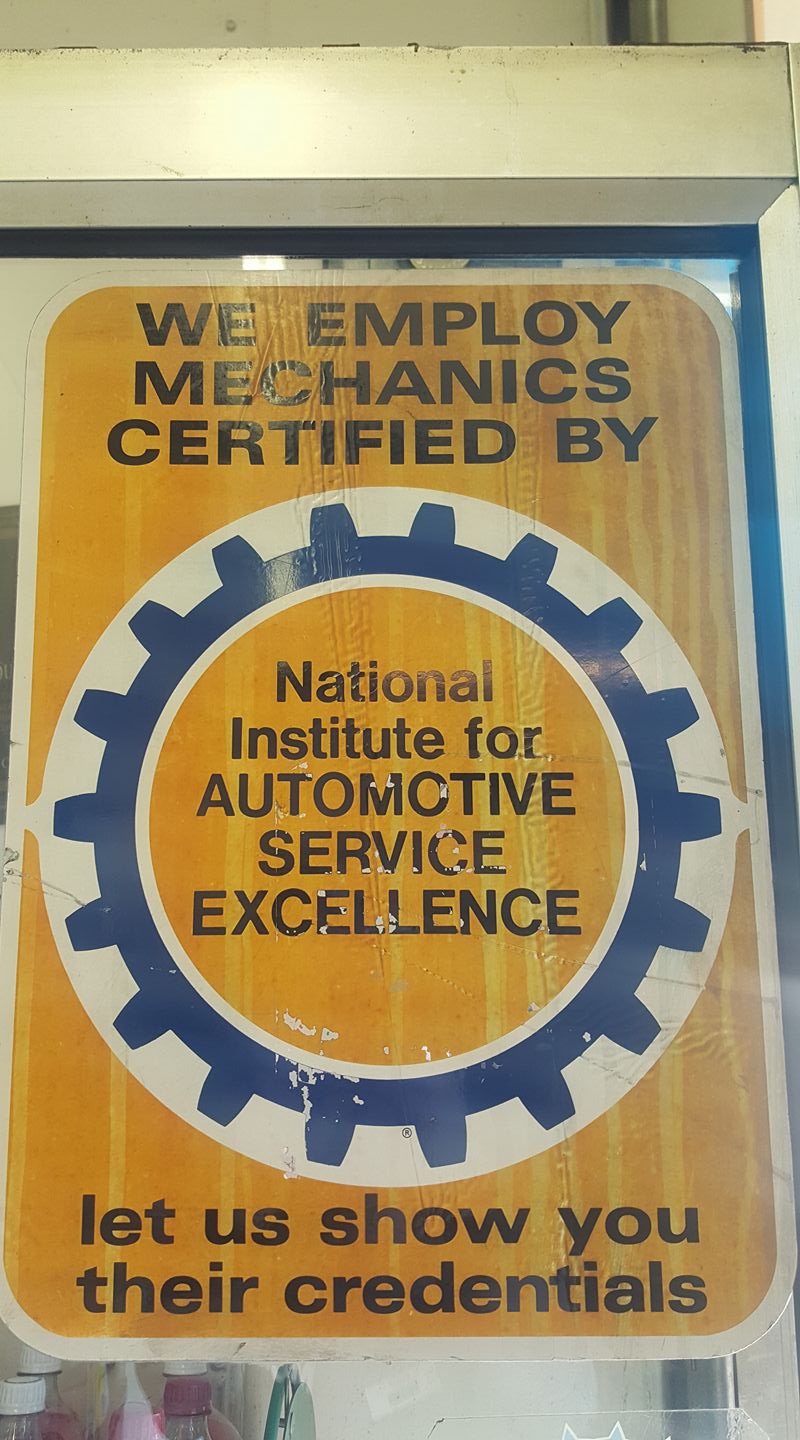 WE EMPLOY
MECHANICS
CERTIFIED BY
National
Institute for
AUTOMOTIVE
SERVICE
EXCELLENCE
®
let us show you
their credentials